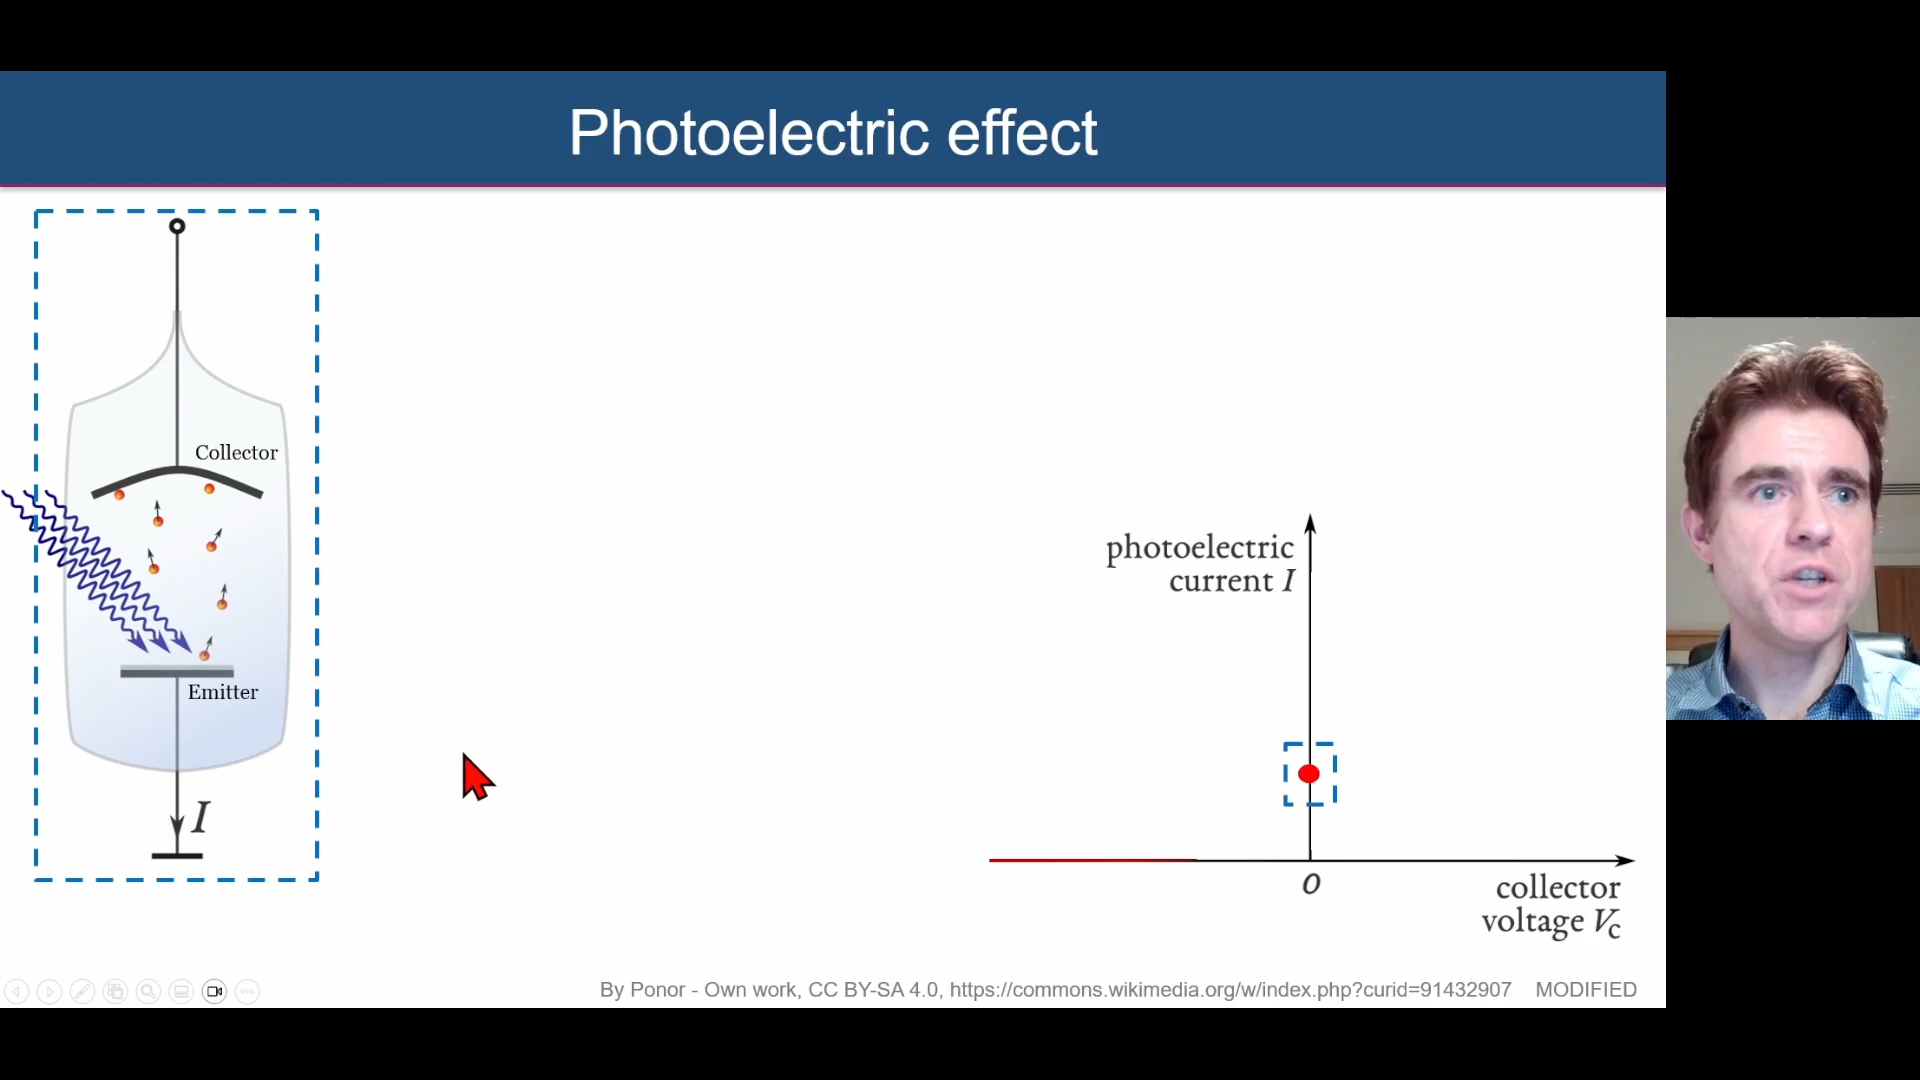 Photoelectric effect
Collector
Emitter
I
photoelectric
current I
0
collector
voltage Vc
By Ponor - Own work, CC BY-SA 4.0, https://commons.wikimedia.org/w/index.php?curid=91432907 MODIFIED